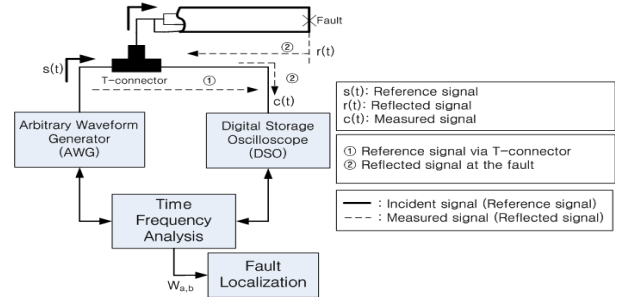 Fault
② r(t)
s(t)
T-connector
① ②
c(t)
Arbitrary Waveform
Generator
(AWG)
Digital Storage
Oscilloscope
(DSO)
Time
Frequency
Analysis
Wa,b
Fault
Localization
s(t): Reference signal
r(t): Reflected signal
c(t): Measured signal
① Reference signal via T-connector
② Reflected signal at the fault
: Incident signal (Reference signal)
: Measured signal (Reflected signal)